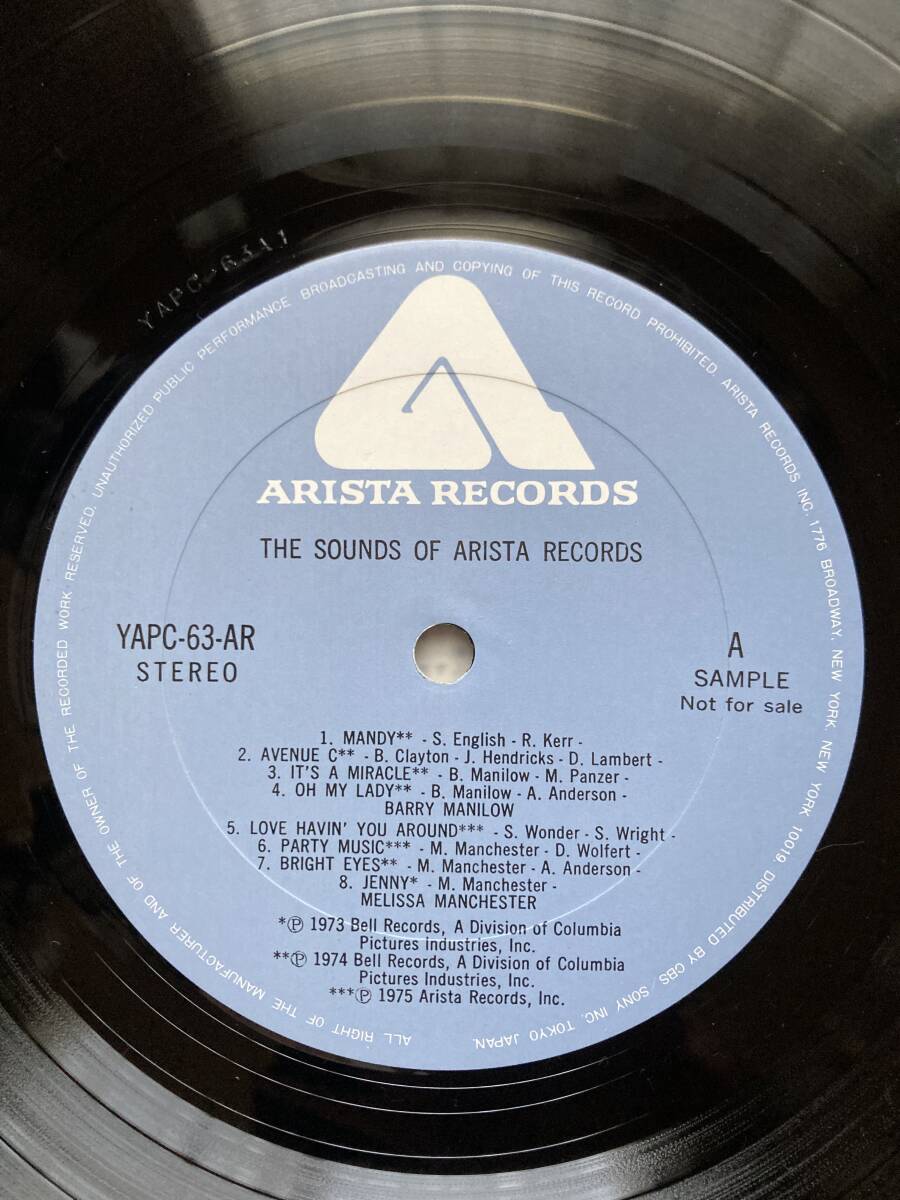 YAPC-63A1
ALL RIGHT OF THE MANUFACTURER AND OF THE OWNER OF THE RECORDED WORK RESERVED. UNAUTHORIZED PUBLIC PERFORMANCE BROADCASTING AND COPYING OF THIS RECORD PROHIBITED. ARISTA RECORDS INC. 1776 BROADWAY, NEW YORK NEW YORK 10019. DISTRIBUTED BY CBS/SONY INC. TOKYO JAPAN.
ARISTA RECORDS
THE SOUNDS OF ARISTA RECORDS
YAPC-63-AR
STEREO
A
SAMPLE
Not for sale
1. MANDY** - S. English - R. Kerr -
2. AVENUE C** - B. Clayton - J. Hendricks - D. Lambert -
3. IT'S A MIRACLE** - B. Manilow - M. Panzer -
4. OH MY LADY** - B. Manilow - A. Anderson -
BARRY MANILOW
5. LOVE HAVIN' YOU AROUND*** - S. Wonder - S. Wright -
6. PARTY MUSIC*** - M. Manchester - D. Wolfert -
7. BRIGHT EYES** - M. Manchester - A. Anderson -
8. JENNY* - M. Manchester -
MELISSA MANCHESTER
*℗ 1973 Bell Records, A Division of Columbia
Pictures Industries, Inc.
**℗ 1974 Bell Records, A Division of Columbia
Pictures Industries, Inc.
***℗ 1975 Arista Records, Inc.